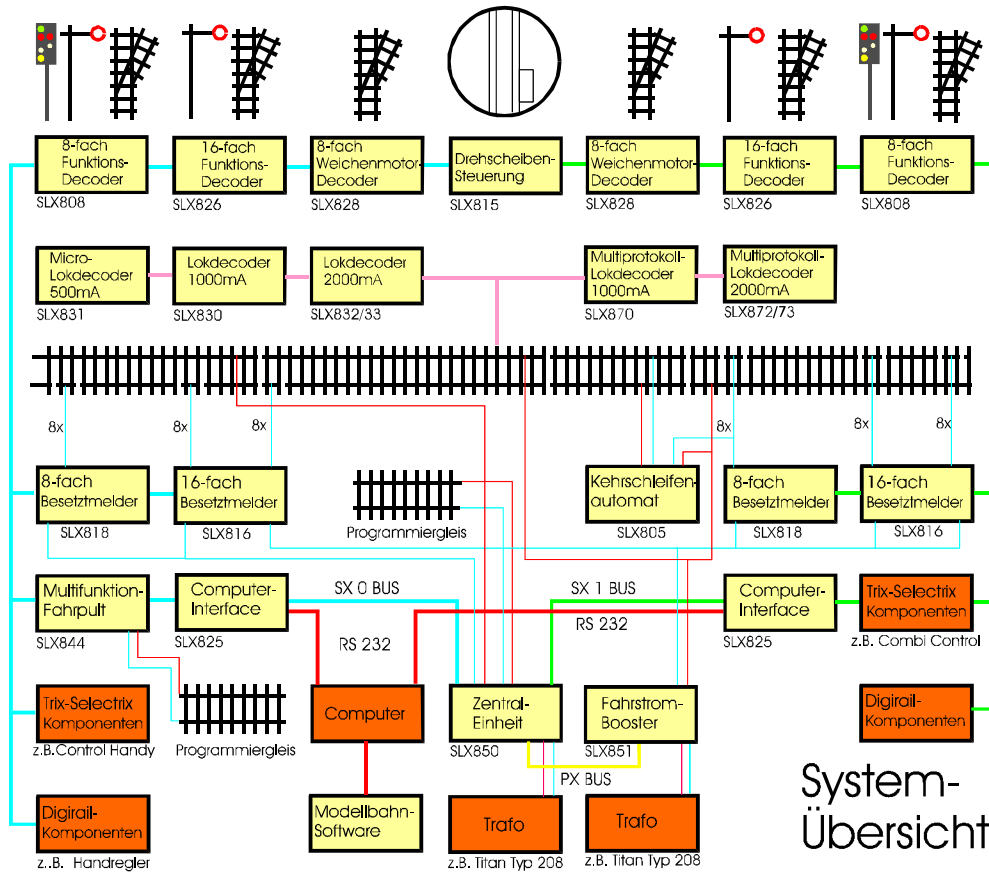 8-fach
Funktions-
Decoder
SLX808
16-fach
Funktions-
Decoder
SLX826
8-fach
Weichenmotor-
Decoder
SLX828
Drehscheiben-
Steuerung
SLX815
8-fach
Weichenmotor-
Decoder
SLX828
16-fach
Funktions-
Decoder
SLX826
8-fach
Funktions-
Decoder
SLX808
Micro-
Lokdecoder
500mA
SLX831
Lokdecoder
1000mA
SLX830
Lokdecoder
2000mA
SLX832/33
Multiprotokoll-
Lokdecoder
1000mA
SLX870
Multiprotokoll-
Lokdecoder
2000mA
SLX872/73
8x
8x
8x
8x
8x
8x
8-fach
Besetztmelder
SLX818
16-fach
Besetztmelder
SLX816
Programmiergleis
Kehrschleifen-
automat
SLX805
8-fach
Besetztmelder
SLX818
16-fach
Besetztmelder
SLX816
Multifunktion-
Fahrpult
SLX844
Computer-
Interface
SLX825
SX 0 BUS
RS 232
SX 1 BUS
RS 232
Computer-
Interface
SLX825
Trix-Selectrix
Komponenten
z.B. Combi Control
Trix-Selectrix
Komponenten
z.B.Control Handy
Programmiergleis
Computer
Zentral-
Einheit
SLX850
Fahrstrom-
Booster
SLX851
PX BUS
Digirail-
Komponenten
Digirail-
Komponenten
z..B. Handregler
Modellbahn-
Software
Trafo
z.B. Titan Typ 208
Trafo
z.B. Titan Typ 208
System-
Übersicht